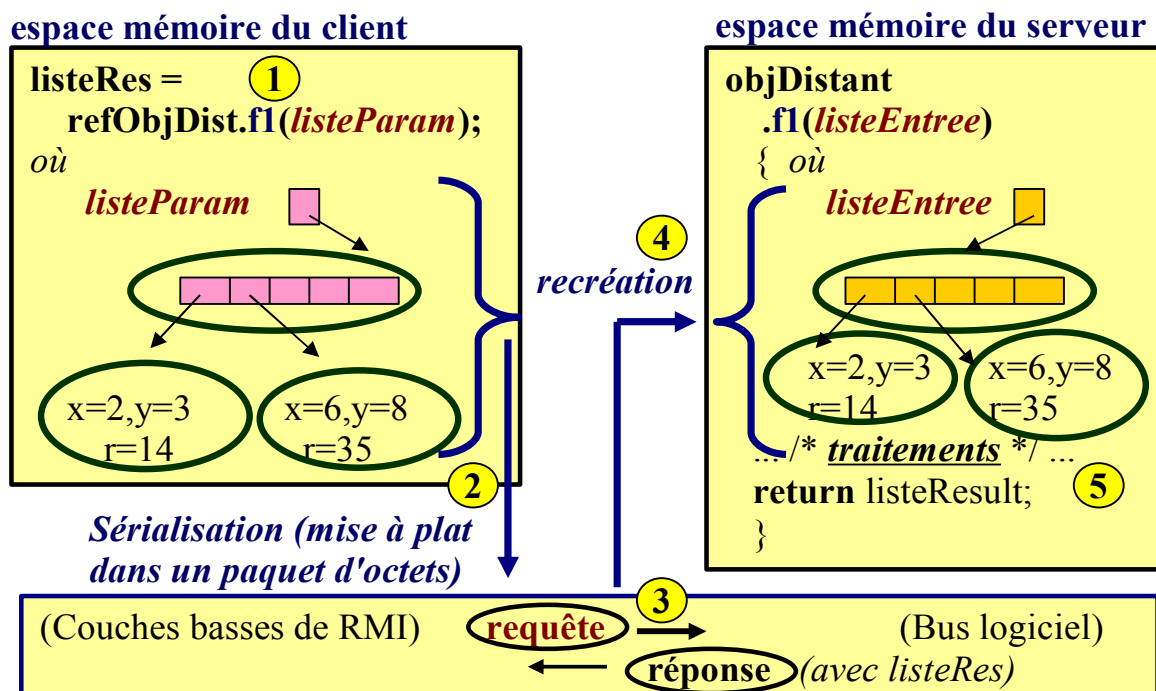 espace mémoire du client
listeRes =
1
refObjDist.f1(listeParam);
où
listeParam
x=2,y=3
r=14
x=6,y=8
r=35
2
Sérialisation (mise à plat
dans un paquet d'octets)
4
recréation
espace mémoire du serveur
objDistant
.f1(listeEntree)
{ où
listeEntree
x=2,y=3
r=14
x=6,y=8
r=35
... /* traitements */ ...
return listeResult;
5
}
(Couches basses de RMI)
requête
3
(Bus logiciel)
réponse (avec listeRes)